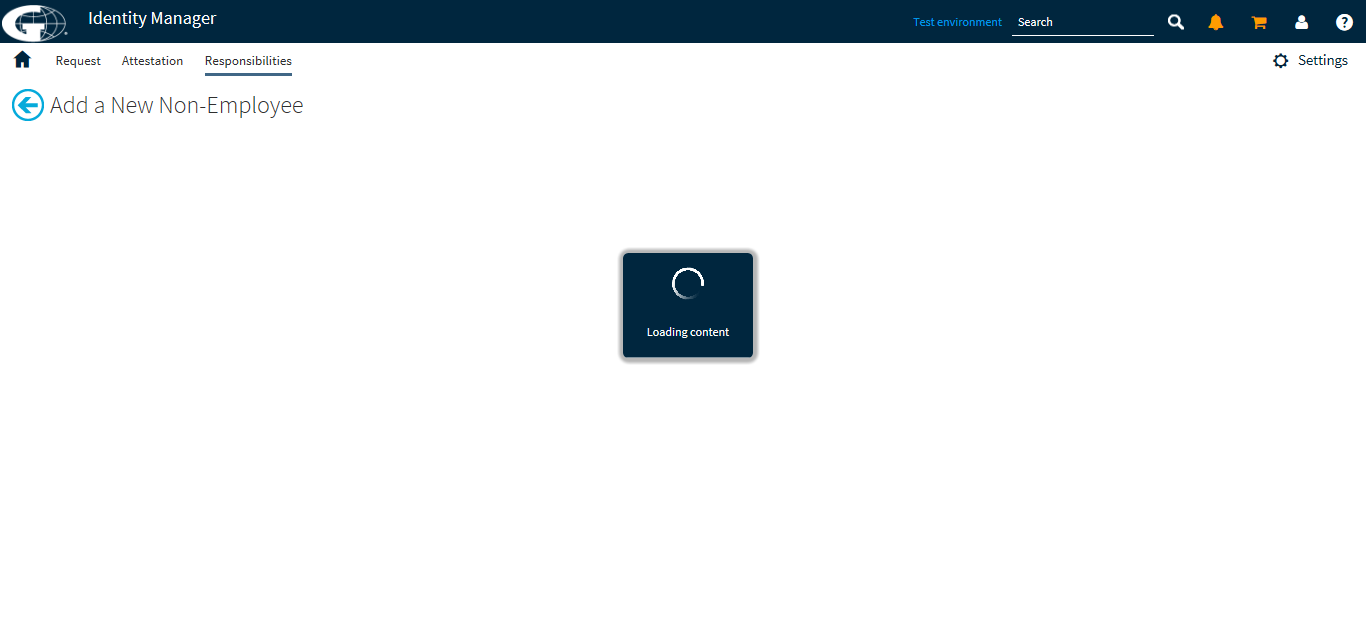 Identity Manager
Test environment
Search
?
Request
Attestation
Responsibilities
Settings
Add a New Non-Employee
Loading content